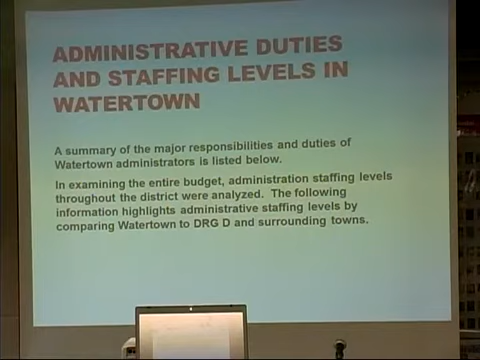 ADMINISTRATIVE DUTIES
AND STAFFING LEVELS IN
WATERTOWN
A summary of the major responsibilities and duties of
Watertown administrators is listed below.
In examining the entire budget, administration staffing levels
throughout the district were analyzed. The following
information highlights administrative staffing levels by
comparing Watertown to DRG D and surrounding towns.